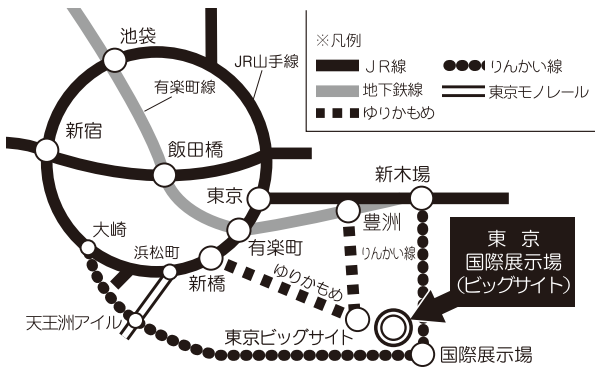 ※凡例
JR線
りんかい線
地下鉄線
東京モノレール
ゆりかもめ
池袋
JR山手線
有楽町線
新宿
飯田橋
東京
新木場
豊洲
大崎
有楽町
浜松町
新橋
りんかい線
ゆりかもめ
東京
国際展示場
(ビッグサイト)
天王洲アイル
東京ビッグサイト
国際展示場